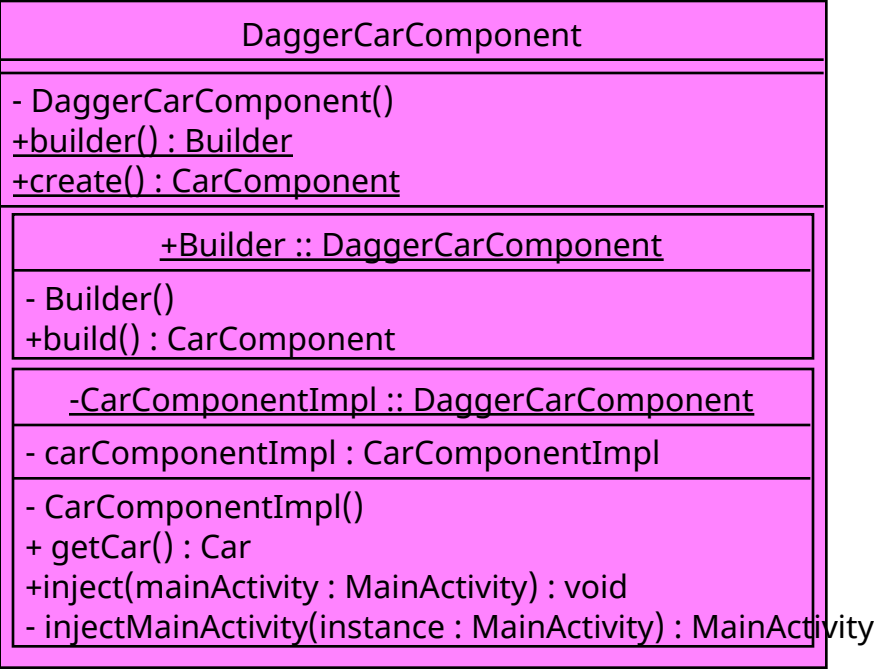 DaggerCarComponent
- DaggerCarComponent()
+builder() : Builder
+create() : CarComponent
+Builder :: DaggerCarComponent
- Builder()
+build() : CarComponent
-CarComponentImpl :: DaggerCarComponent
- carComponentImpl : CarComponentImpl
- CarComponentImpl()
+ getCar() : Car
+inject(mainActivity : MainActivity) : void
- injectMainActivity(instance : MainActivity) : MainActivity